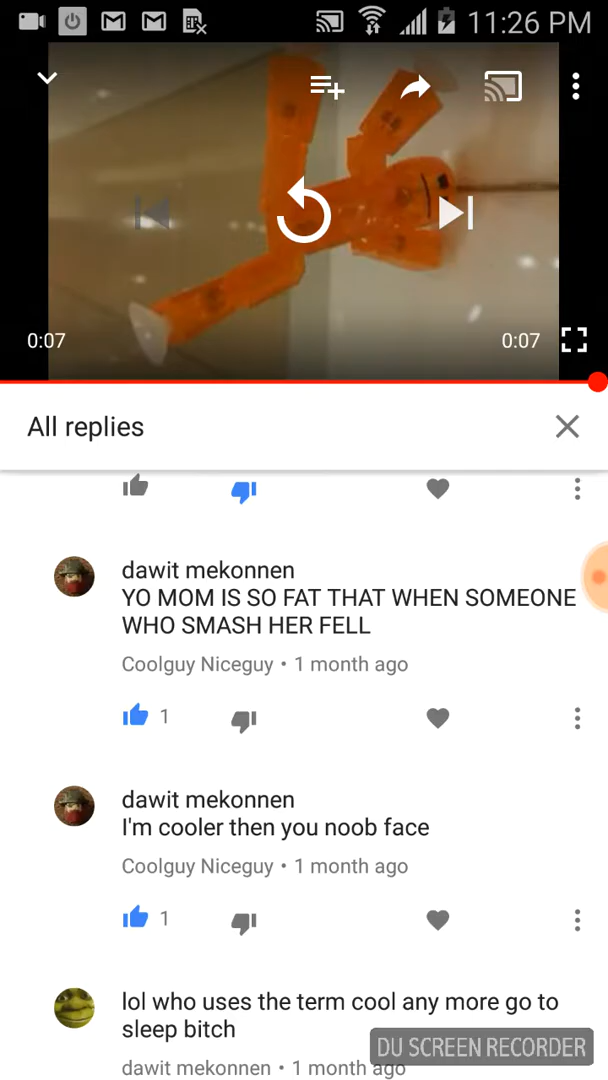 11:26 PM
0:07
0:07
All replies
dawit mekonnen
YO MOM IS SO FAT THAT WHEN SOMEONE
WHO SMASH HER FELL
Coolguy Niceguy • 1 month ago
1
dawit mekonnen
I'm cooler then you noob face
Coolguy Niceguy • 1 month ago
1
lol who uses the term cool any more go to
sleep bitch
DU SCREEN RECORDER
dawit mekonnen • 1 month ago